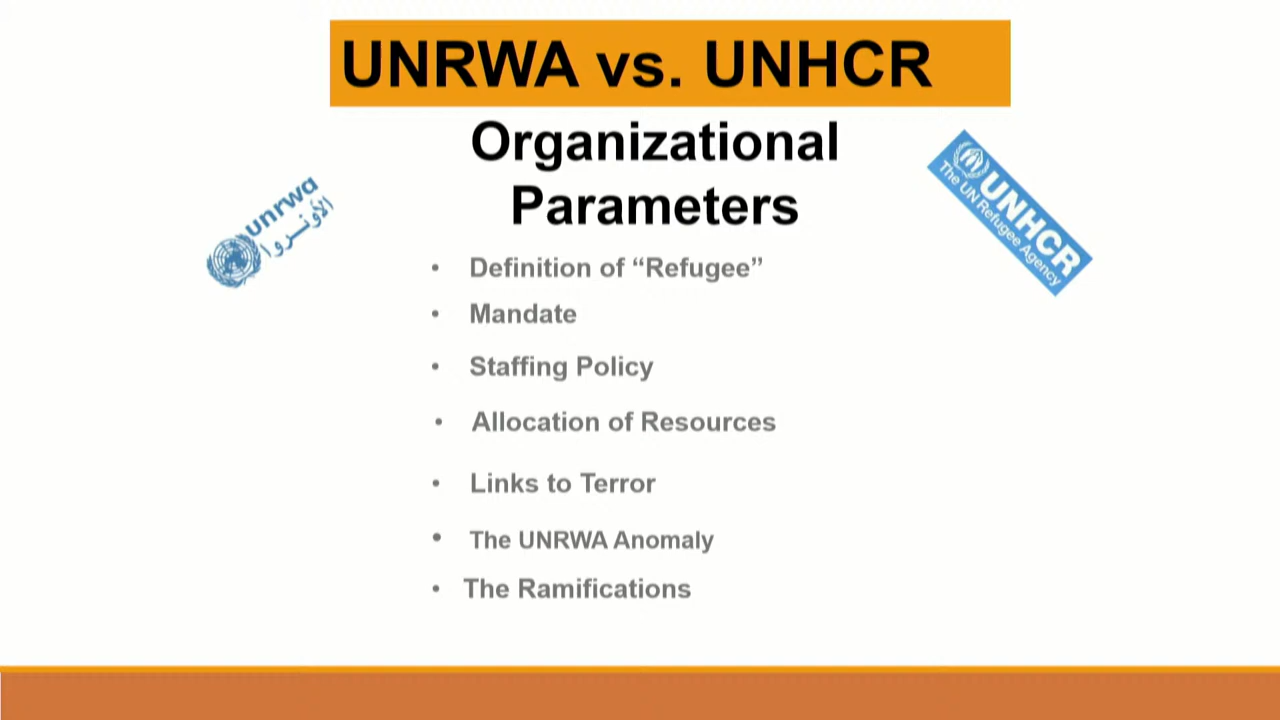 UNRWA vs. UNHCR
Organizational
Parameters
unrwa
الأونروا
UNHCR
The UN Refugee Agency
• Definition of “Refugee”
• Mandate
• Staffing Policy
• Allocation of Resources
• Links to Terror
• The UNRWA Anomaly
• The Ramifications